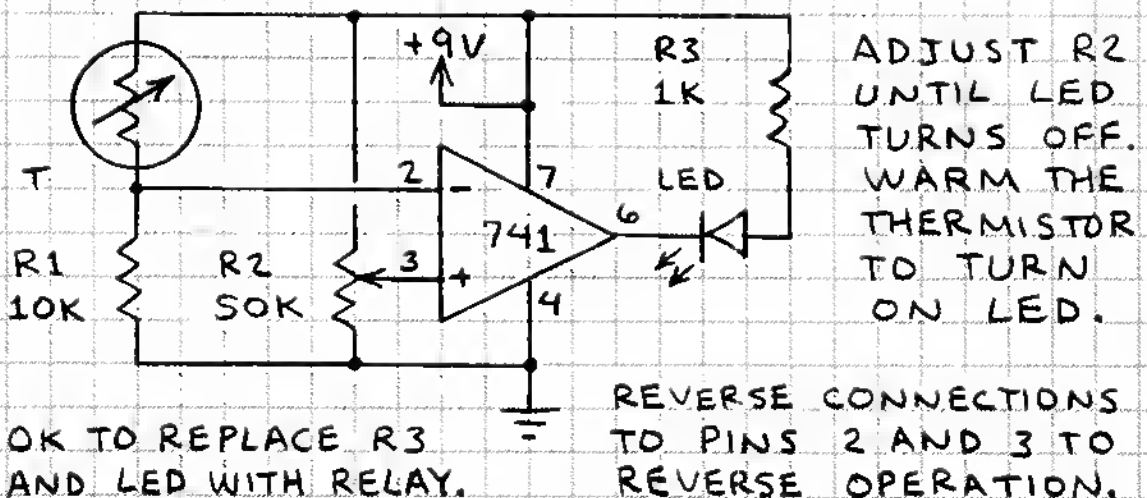 +9V
R3
1K
T
2
-
7
LED
741
6
R1
10K
R2
50K
3
+
4
ADJUST R2
UNTIL LED
TURNS OFF.
WARM THE
THERMISTOR
TO TURN
ON LED.
OK TO REPLACE R3
AND LED WITH RELAY.
REVERSE CONNECTIONS
TO PINS 2 AND 3 TO
REVERSE OPERATION.